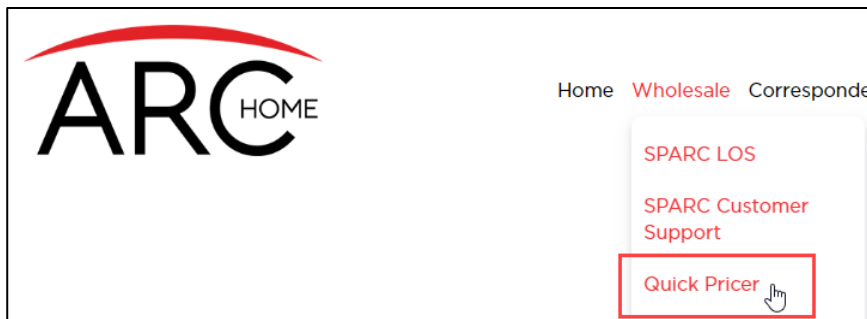 ARC HOME
Home Wholesale Corresponde
SPARC LOS
SPARC Customer
Support
Quick Pricer